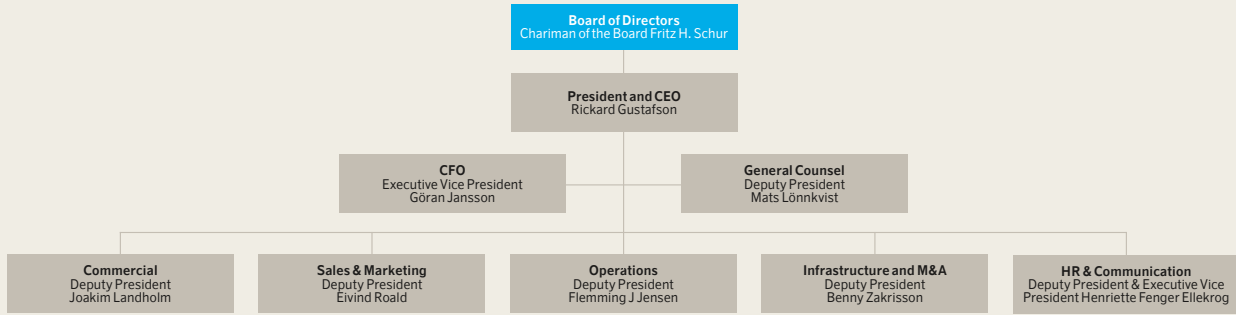 Board of Directors
Chariman of the Board Fritz H. Schur
President and CEO
Rickard Gustafson
CFO
Executive Vice President
Göran Jansson
General Counsel
Deputy President
Mats Lönnkvist
Commercial
Deputy President
Joakim Landholm
Sales & Marketing
Deputy President
Eivind Roald
Operations
Deputy President
Flemming J Jensen
Infrastructure and M&A
Deputy President
Benny Zakrisson
HR & Communication
Deputy President & Executive Vice
President Henriette Fenger Ellekrog